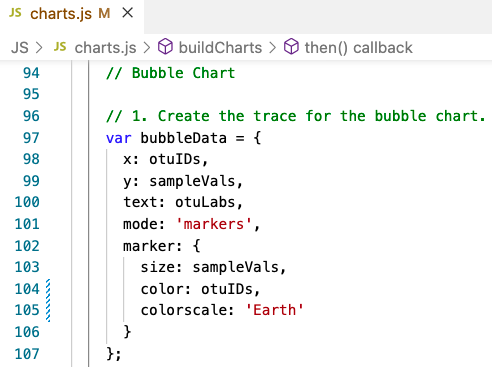 JS charts.js M ×
JS > JS charts.js > buildCharts > then() callback
94 // Bubble Chart
95
96 // 1. Create the trace for the bubble chart.
97 var bubbleData = {
98 x: otuIDs,
99 y: sampleVals,
100 text: otuLabs,
101 mode: 'markers',
102 marker: {
103 size: sampleVals,
104 color: otuIDs,
105 colorscale: 'Earth'
106 }
107 };